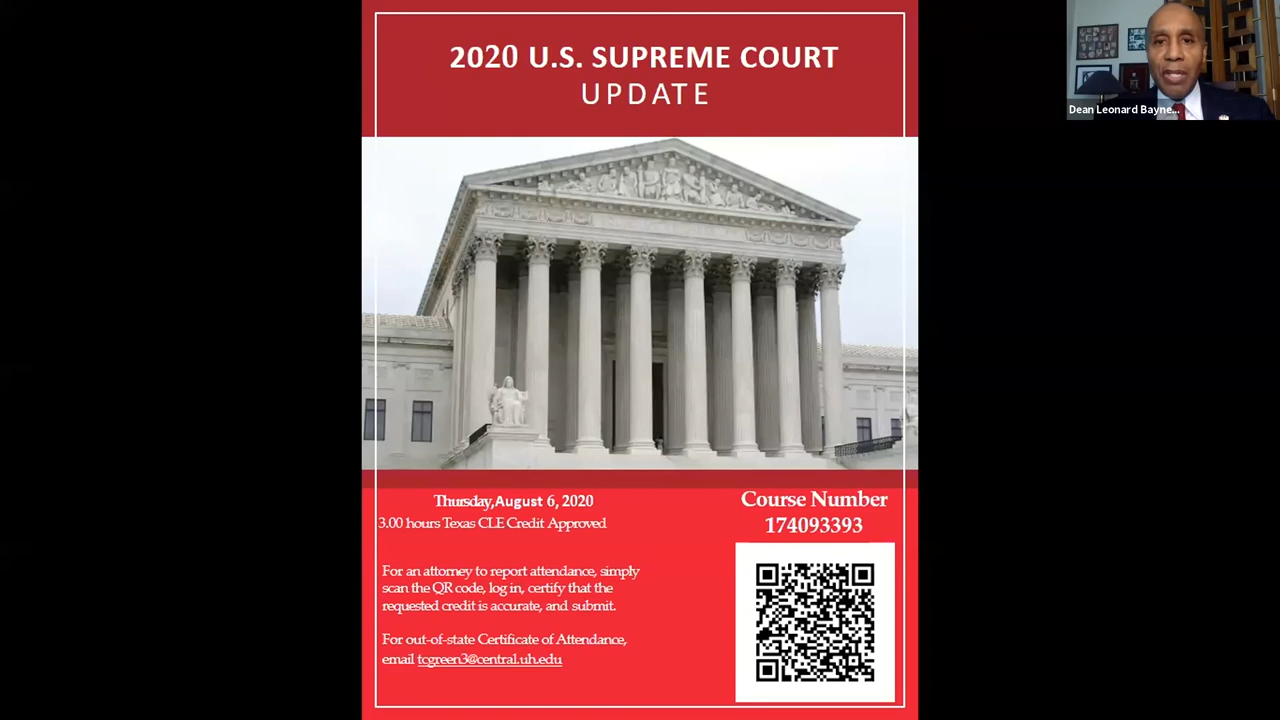 2020 U.S. SUPREME COURT
UPDATE
Dean Leonard Bayne...
Thursday,August 6, 2020
3.00 hours Texas CLE Credit Approved
For an attorney to report attendance, simply
scan the QR code, log in, certify that the
requested credit is accurate, and submit.
For out-of-state Certificate of Attendance,
email tcgreen3@central.uh.edu
Course Number
174093393